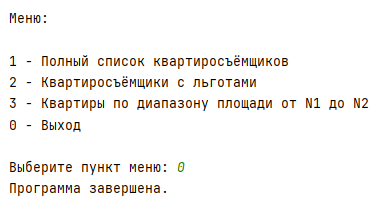 Меню:
1 - Полный список квартиросъёмщиков
2 - Квартиросъёмщики с льготами
3 - Квартиры по диапазону площади от N1 до N2
0 - Выход
Выберите пункт меню: 0
Программа завершена.